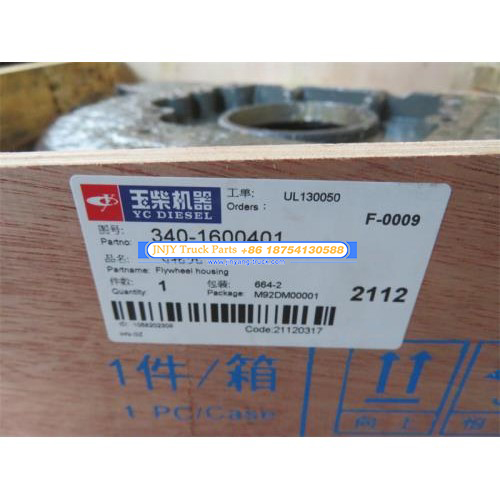 玉柴机器
YC DIESEL
工单:
Orders :
UL130050
F-0009
图号:
Partno:
340-1600401
JNJY Truck Parts +86 18754130588
品名:
Partname: Flywheel housing
件数:
Quantity:
1
包装:
Package:
664-2
M92DM00001
2112
Code:21120317
1件/箱
1 PC/Case
向上